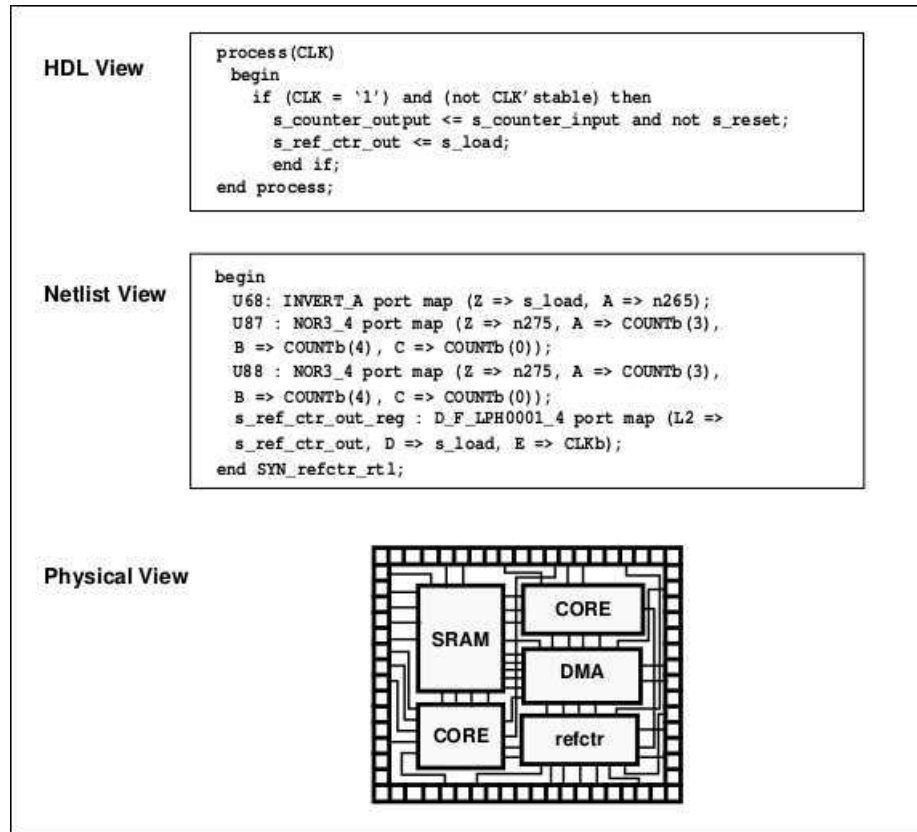 HDL View
process(CLK)
begin
if (CLK = `1') and (not CLK'stable) then
s_counter_output <= s_counter_input and not s_reset;
s_ref_ctr_out <= s_load;
end if;
end process;
Netlist View
begin
U68: INVERT_A port map (Z => s_load, A => n265);
U87 : NOR3_4 port map (Z => n275, A => COUNTb(3),
B => COUNTb(4), C => COUNTb(0));
U88 : NOR3_4 port map (Z => n275, A => COUNTb(3),
B => COUNTb(4), C => COUNTb(0));
s_ref_ctr_out_reg : D_F_LPH0001_4 port map (L2 =>
s_ref_ctr_out, D => s_load, E => CLKb);
end SYN_refctr_rtl;
Physical View
SRAM
CORE
DMA
CORE
refctr